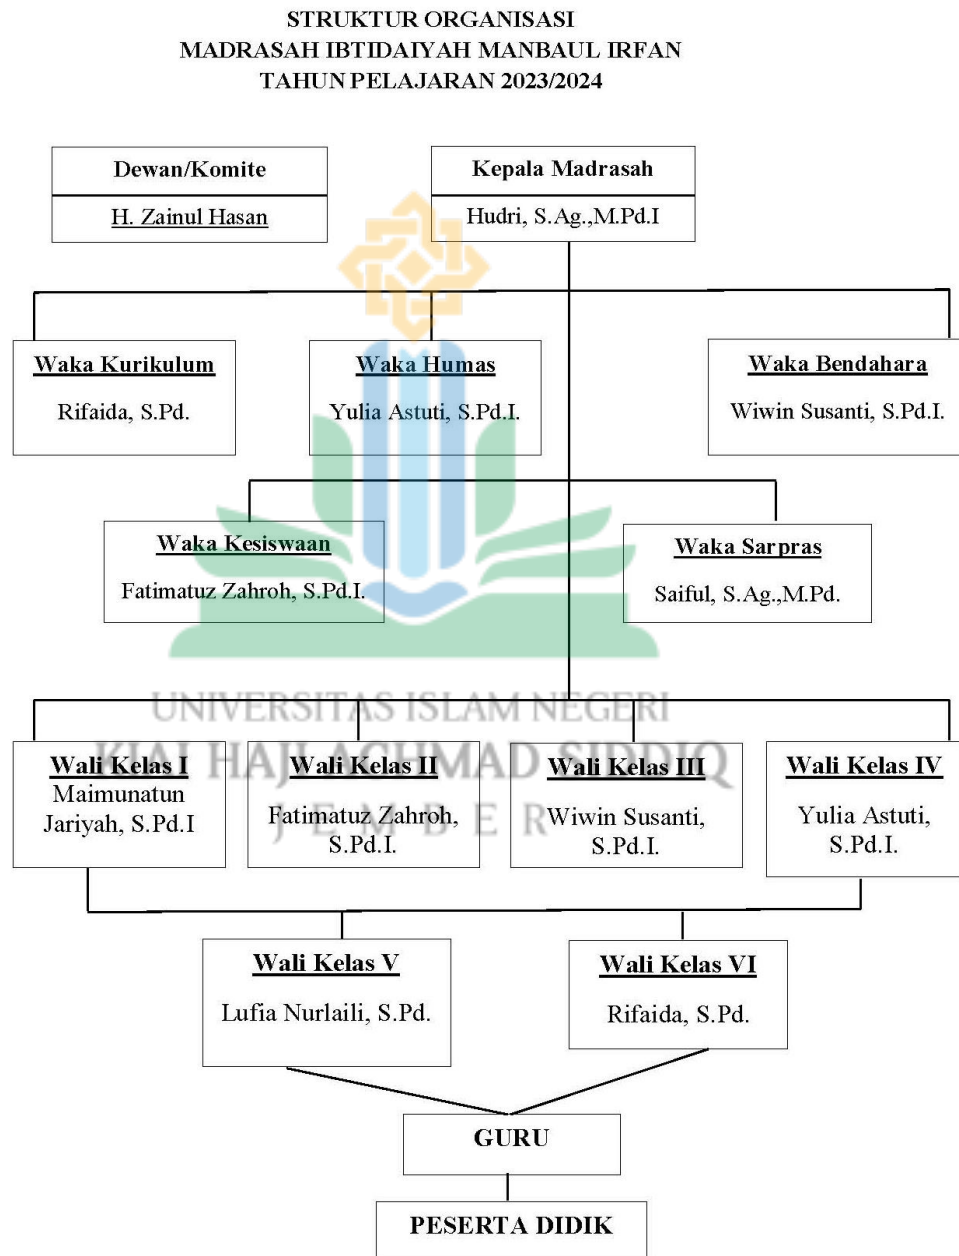 STRUKTUR ORGANISASI
MADRASAH IBTIDAIYAH MANBAUL IRFAN
TAHUN PELAJARAN 2023/2024
Dewan/Komite
H. Zainul Hasan
Kepala Madrasah
Hudri, S.Ag.,M.Pd.I
Waka Kurikulum
Rifaida, S.Pd.
Waka Humas
Yulia Astuti, S.Pd.I.
Waka Bendahara
Wiwin Susanti, S.Pd.I.
Waka Kesiswaan
Fatimatuz Zahroh, S.Pd.I.
Waka Sarpras
Saiful, S.Ag.,M.Pd.
UNIVERSITAS ISLAM NEGERI
KIAI HAJI ACHMAD SIDDIQ
JEMBER
Wali Kelas I
Maimunatun
Jariyah, S.Pd.I
Wali Kelas II
Fatimatuz Zahroh,
S.Pd.I.
Wali Kelas III
Wiwin Susanti,
S.Pd.I.
Wali Kelas IV
Yulia Astuti,
S.Pd.I.
Wali Kelas V
Lufia Nurlaili, S.Pd.
Wali Kelas VI
Rifaida, S.Pd.
GURU
PESERTA DIDIK